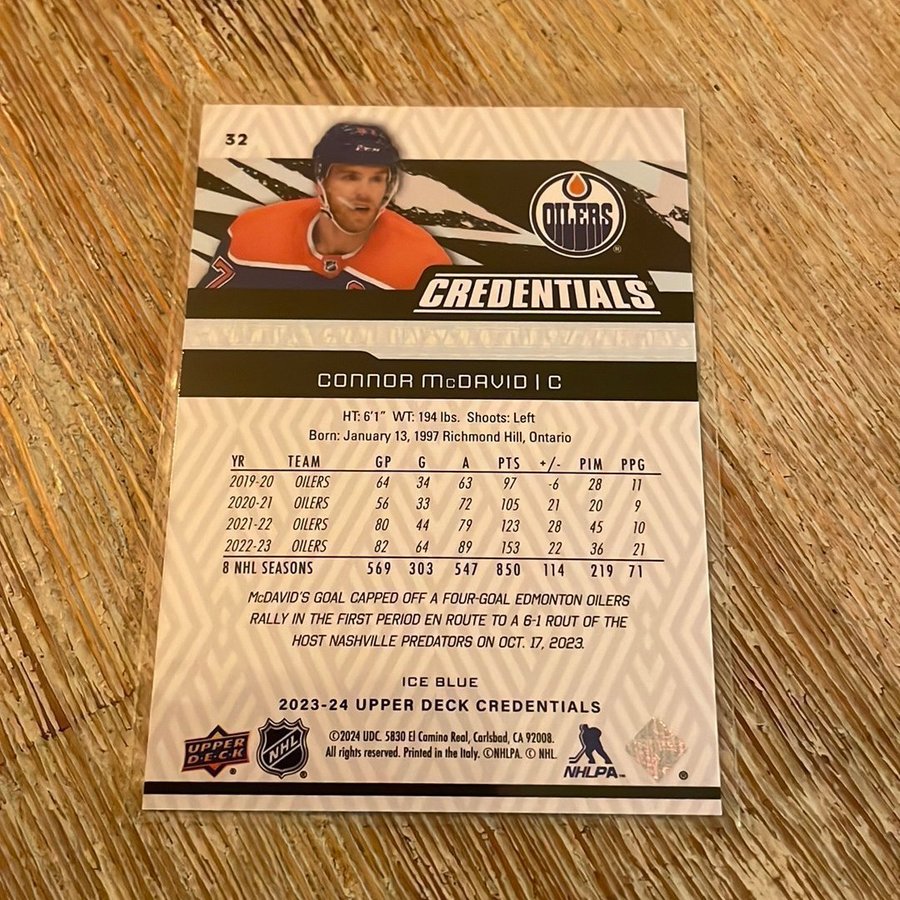 32
7
OILERS
CREDENTIALS
CONNOR McDAVID | C
HT: 6'1" WT: 194 lbs. Shoots: Left
Born: January 13, 1997 Richmond Hill, Ontario
YR TEAM GP G A PTS +/- PIM PPG
2019-20 OILERS 64 34 63 97 -6 28 11
2020-21 OILERS 56 33 72 105 21 20 9
2021-22 OILERS 80 44 79 123 28 45 10
2022-23 OILERS 82 64 89 153 22 36 21
8 NHL SEASONS 569 303 547 850 114 219 71
McDAVID'S GOAL CAPPED OFF A FOUR-GOAL EDMONTON OILERS
RALLY IN THE FIRST PERIOD EN ROUTE TO A 6-1 ROUT OF THE
HOST NASHVILLE PREDATORS ON OCT. 17, 2023.
ICE BLUE
2023-24 UPPER DECK CREDENTIALS
UPPER
DECK
NHL
©2024 UDC. 5830 El Camino Real, Carlsbad, CA 92008.
All rights reserved. Printed in the Italy. ©NHLPA. © NHL.
NHLPA